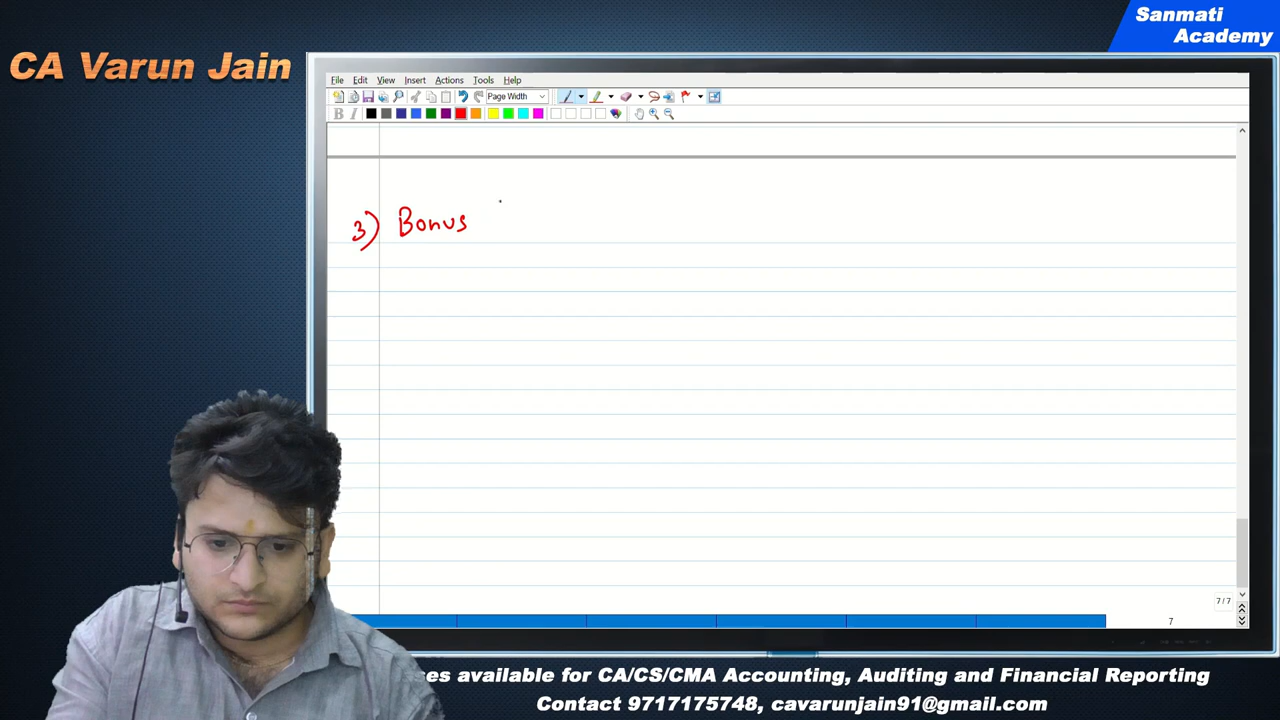 Sanmati
Academy
CA Varun Jain
File Edit View Insert Actions Tools Help
Page Width
B I
3) Bonus
7/7
7
ses available for CA/CS/CMA Accounting, Auditing and Financial Reporting
Contact 9717175748, cavarunjain91@gmail.com